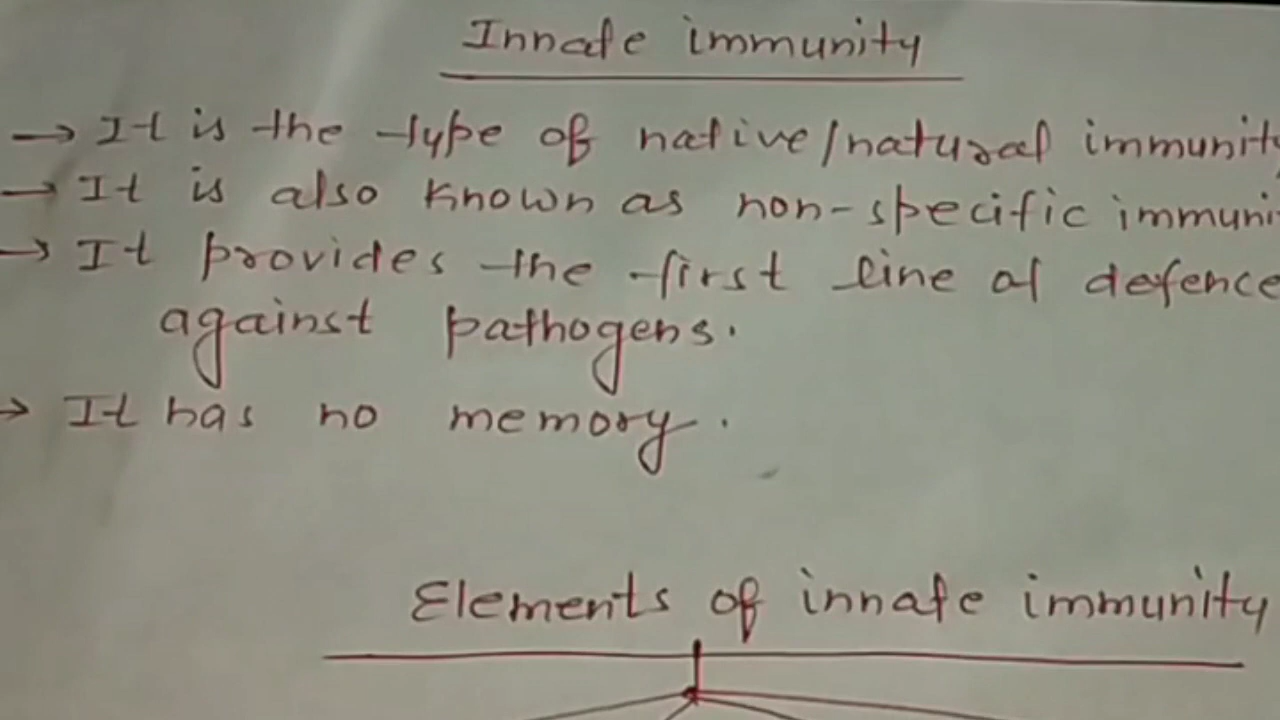 Innate immunity
→ It is the type of native/natural immunity
→ It is also known as non-specific immuni
→ It provides the first line of defence
against pathogens.
→ It has no memory.
Elements of innate immunity